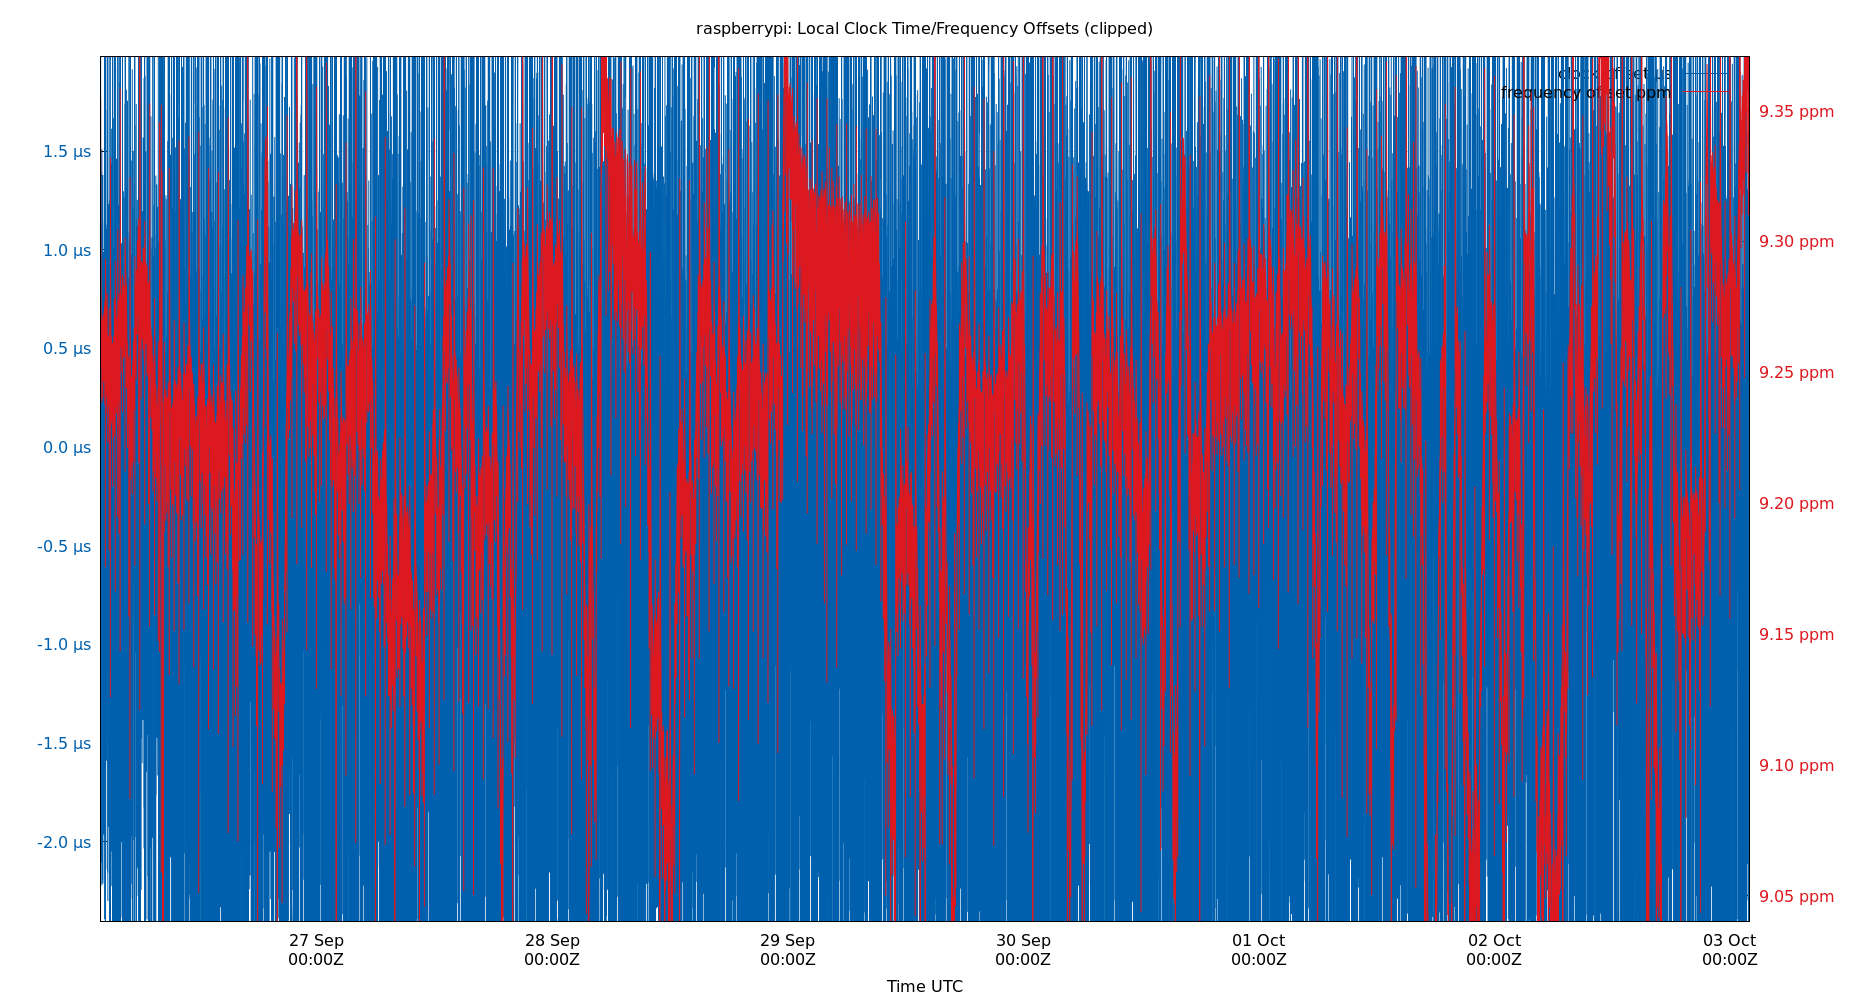 raspberrypi: Local Clock Time/Frequency Offsets (clipped)
clock offset µs
frequency offset ppm
1.5 µs
1.0 µs
0.5 µs
0.0 µs
-0.5 µs
-1.0 µs
-1.5 µs
-2.0 µs
9.35 ppm
9.30 ppm
9.25 ppm
9.20 ppm
9.15 ppm
9.10 ppm
9.05 ppm
27 Sep 28 Sep 29 Sep 30 Sep 01 Oct 02 Oct 03 Oct
00:00Z 00:00Z 00:00Z 00:00Z 00:00Z 00:00Z 00:00Z
Time UTC